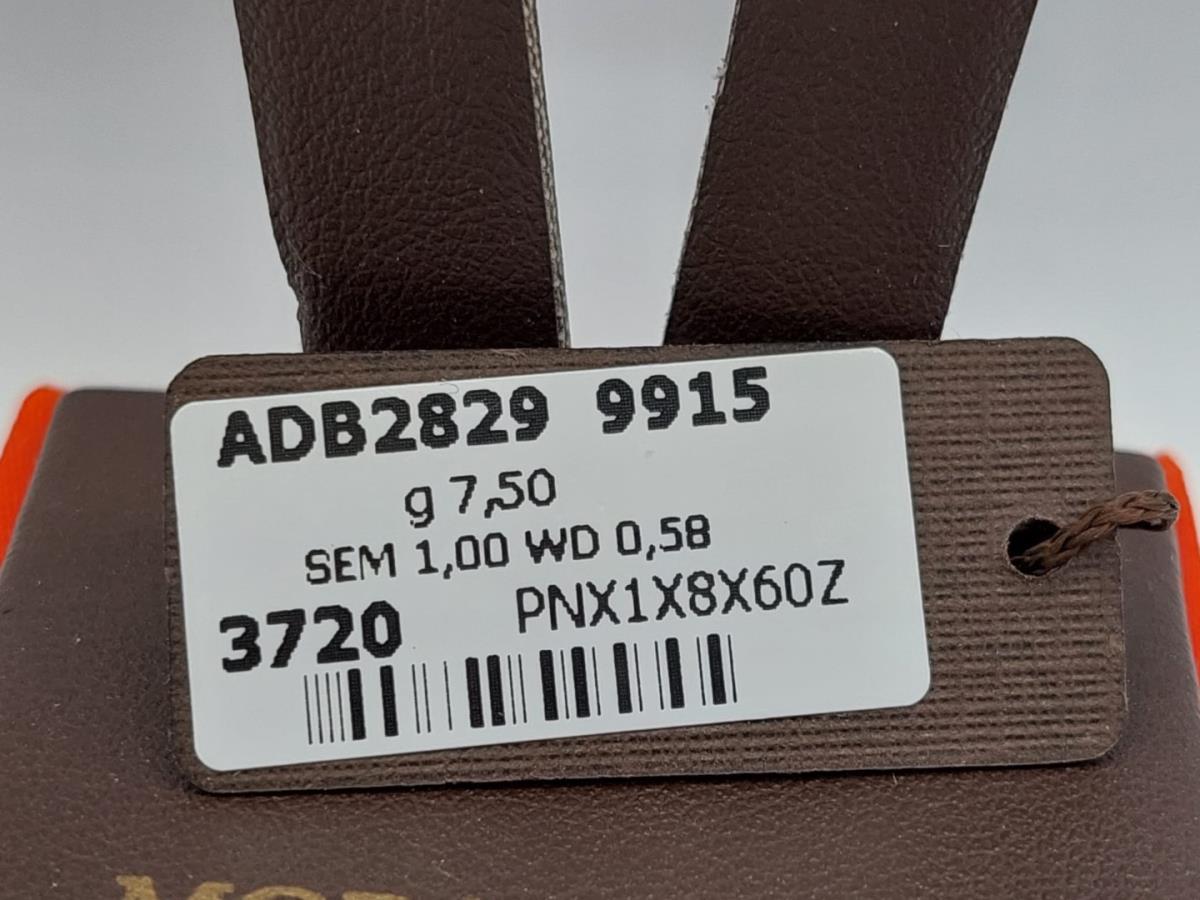 ADB2829 9915
g 7,50
SEM 1,00 WD 0,58
3720 PNX1X8X60Z